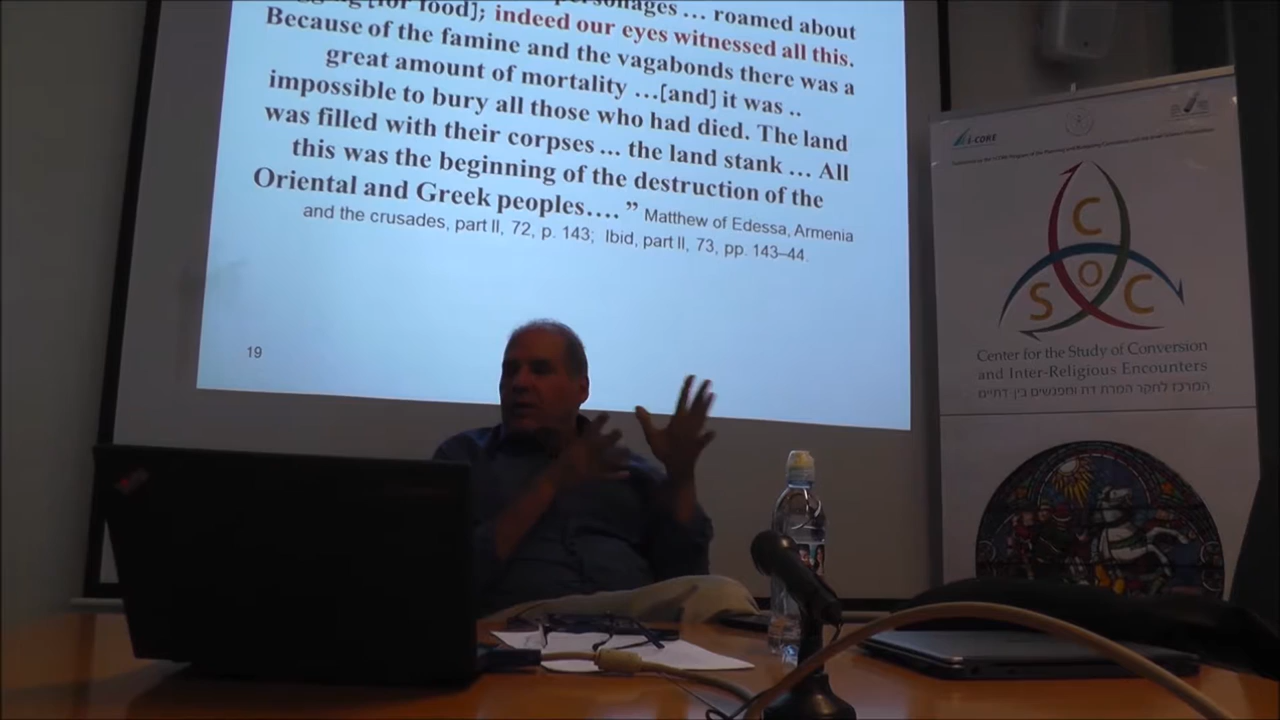 for food]; indeed our eyes witnessed all this.
… roamed about
Because of the famine and the vagabonds there was a
great amount of mortality …[and] it was ..
impossible to bury all those who had died. The land
was filled with their corpses … the land stank … All
this was the beginning of the destruction of the
Oriental and Greek peoples…. ” Matthew of Edessa, Armenia
and the crusades, part II, 72, p. 143; Ibid, part II, 73, pp. 143–44.
19
i-CORE
C
S O C
Center for the Study of Conversion
and Inter-Religious Encounters
המרכז לחקר המרת דת ומפגשים בין דתיים